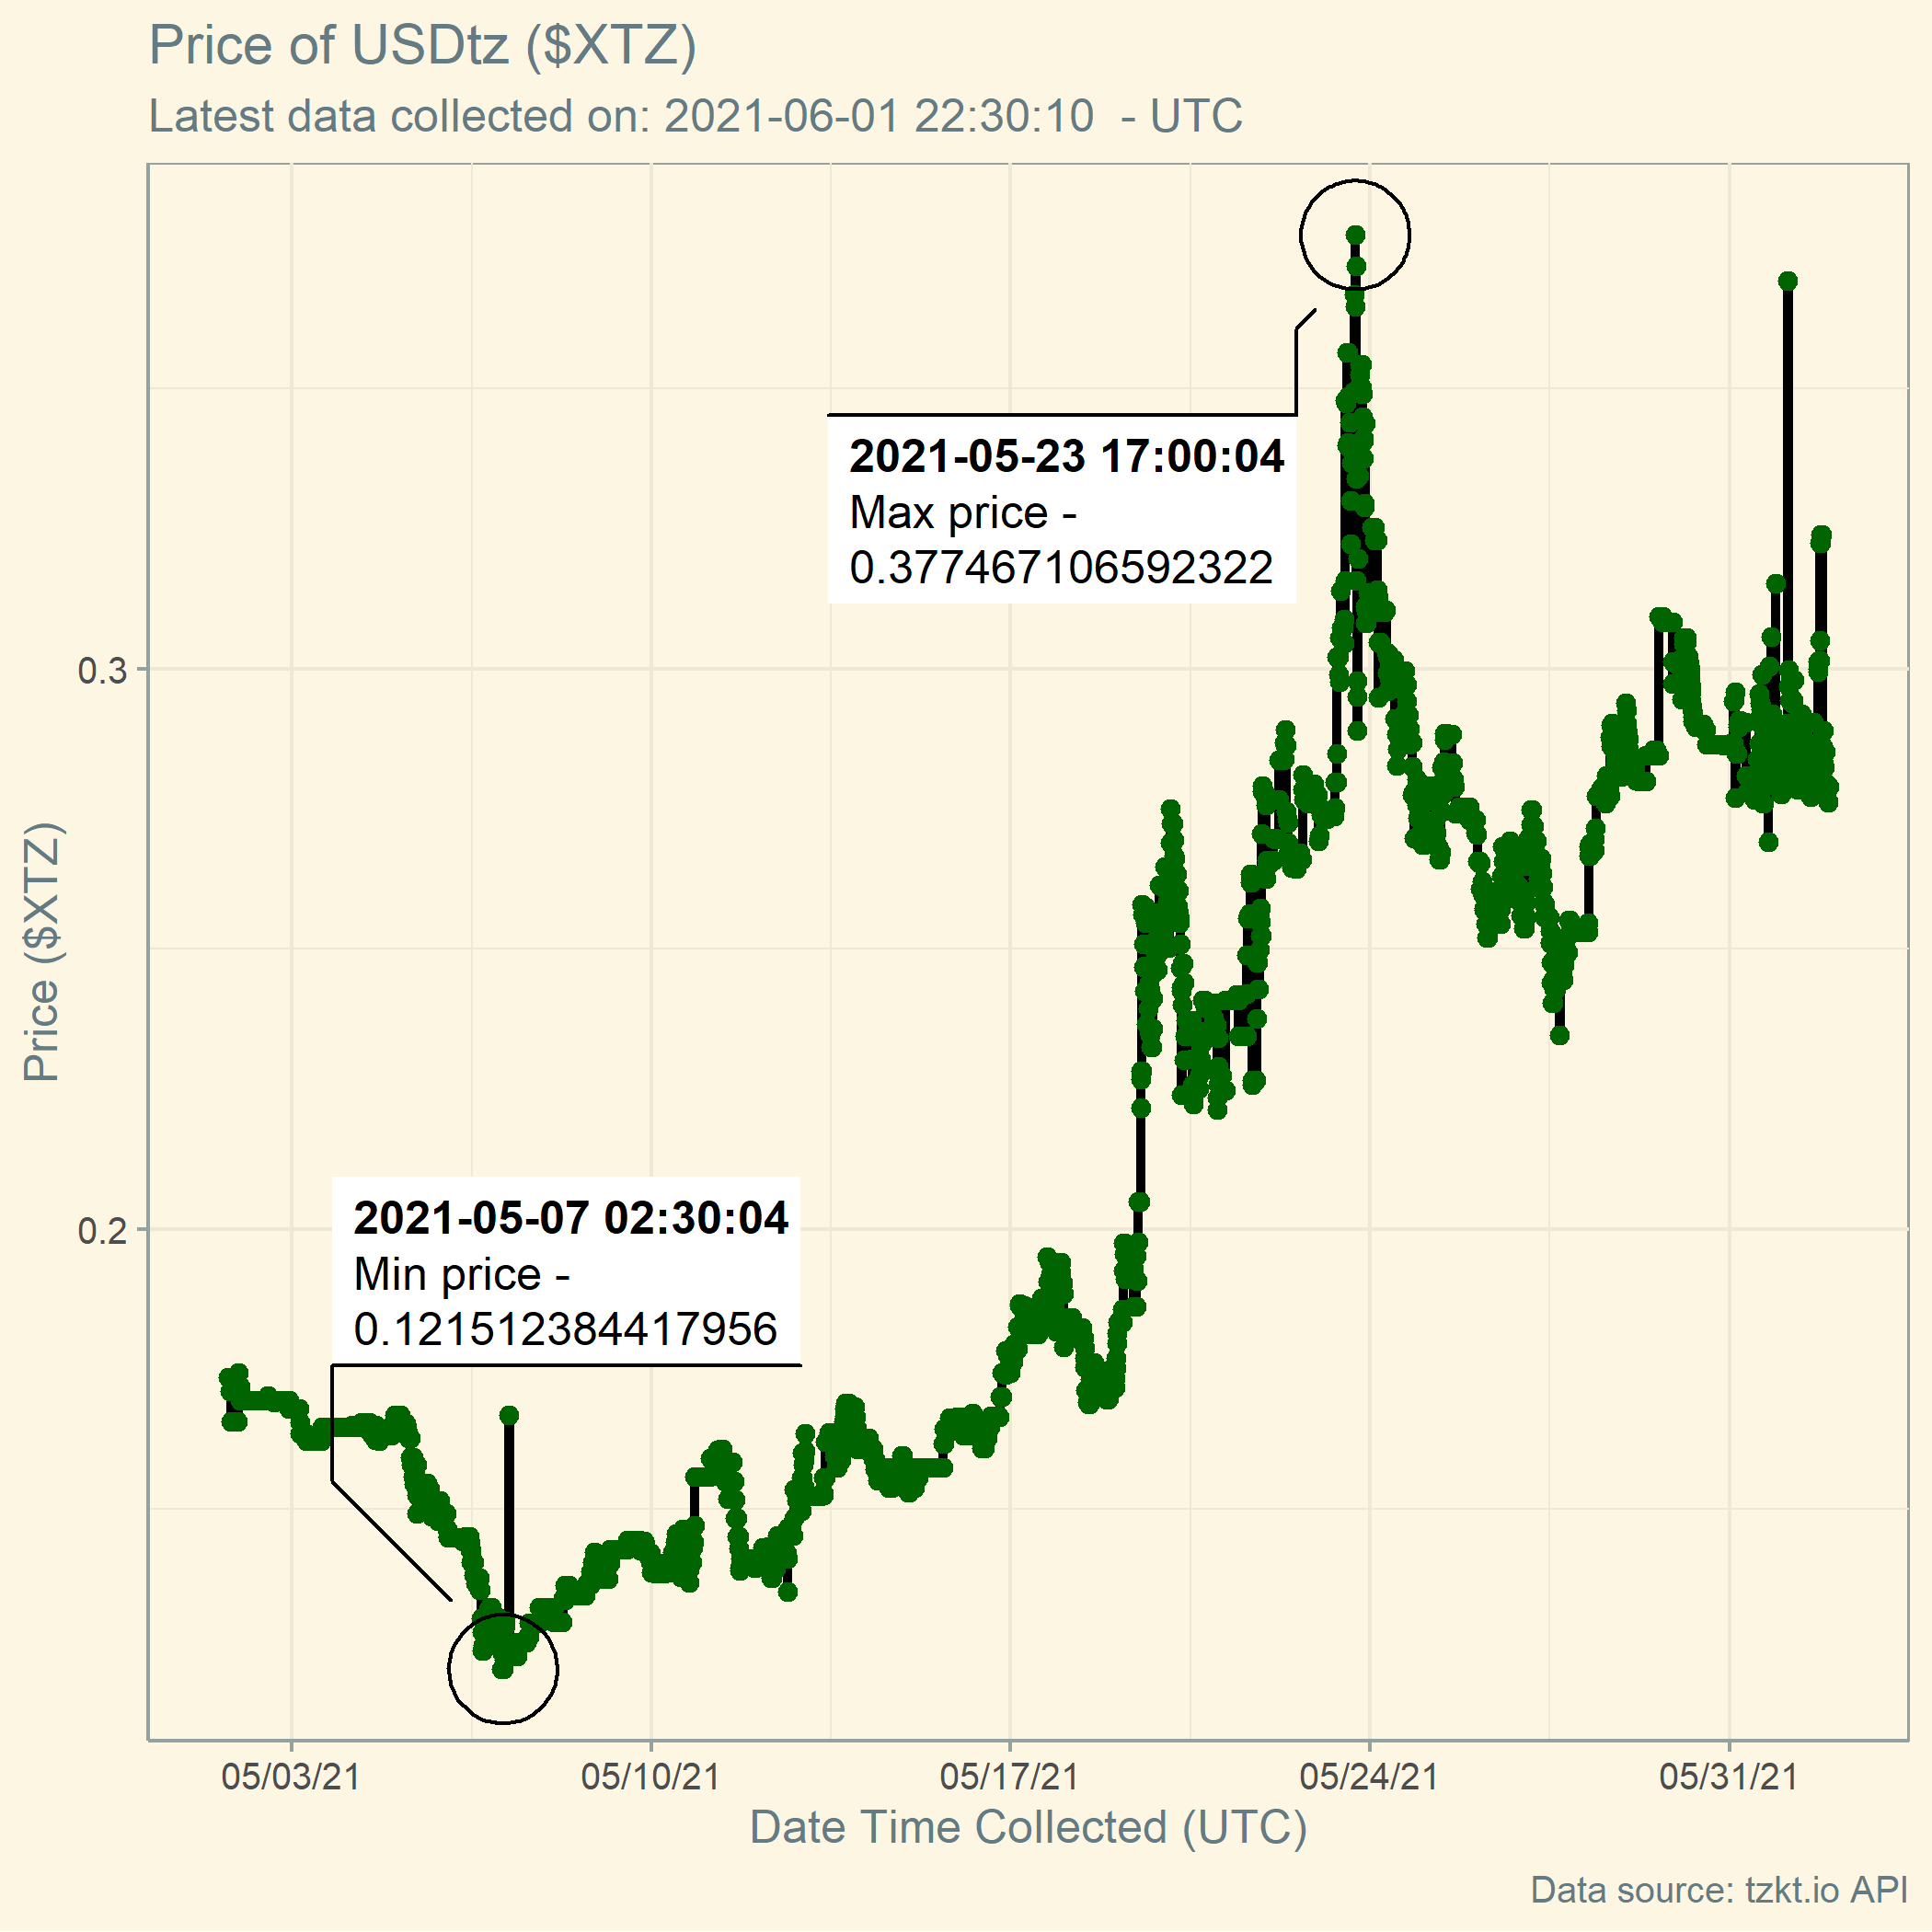 Price of USDtz ($XTZ)
Latest data collected on: 2021-06-01 22:30:10  - UTC
2021-05-23 17:00:04
Max price -
0.377467106592322
0.3
Price ($XTZ)
2021-05-07 02:30:04
Min price -
0.121512384417956
0.2
05/03/21 05/10/21 05/17/21 05/24/21 05/31/21
Date Time Collected (UTC)
Data source: tzkt.io API